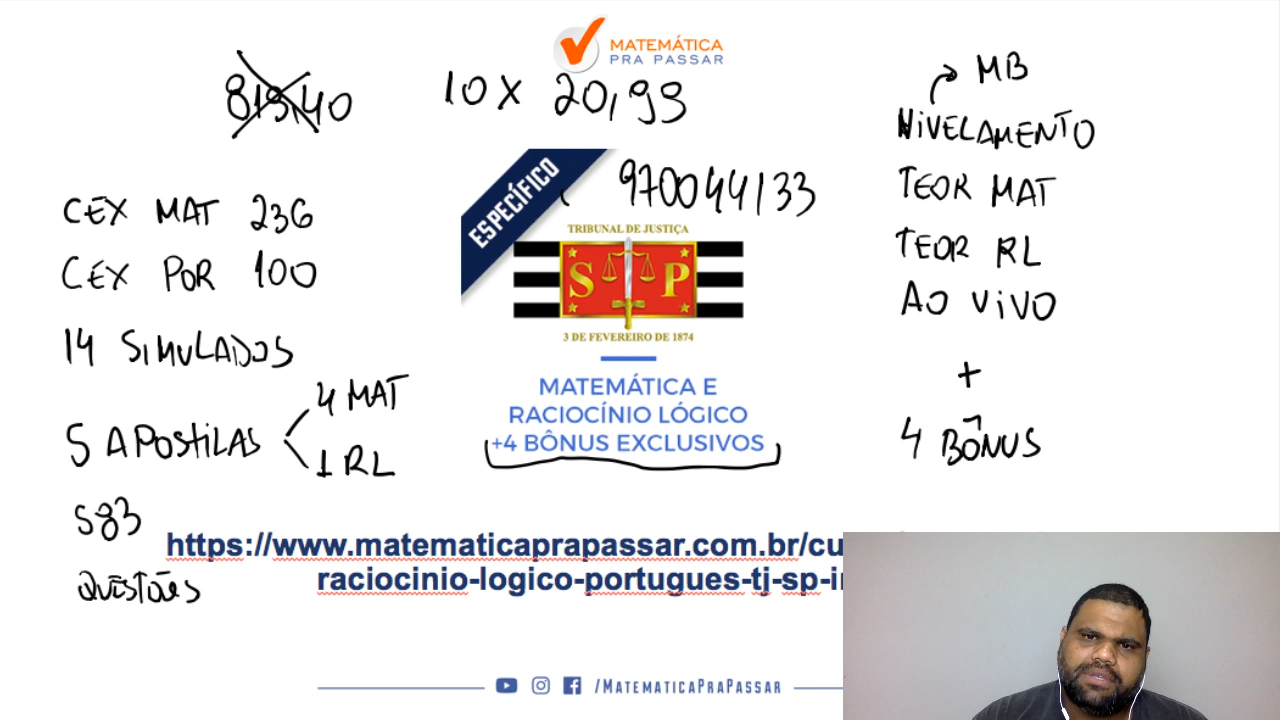 MATEMÁTICA
PRA PASSAR
819,40
10 X 20,99
970044133
CEX MAT 236
CEX POR 100
14 SIMULADOS
5 APOSTILAS
4 MAT
1 RL
583
QUESTÕES
ESPECÍFICO
TRIBUNAL DE JUSTIÇA
S P
3 DE FEVEREIRO DE 1874
MATEMÁTICA E
RACIOCÍNIO LÓGICO
+4 BÔNUS EXCLUSIVOS
MB
NIVELAMENTO
TEOR MAT
TEOR RL
AO VIVO
+
4 BÔNUS
https://www.matematicaprapassar.com.br/cu
raciocinio-logico-portugues-tj-sp-in
/MATEMATICAPRAPASSAR